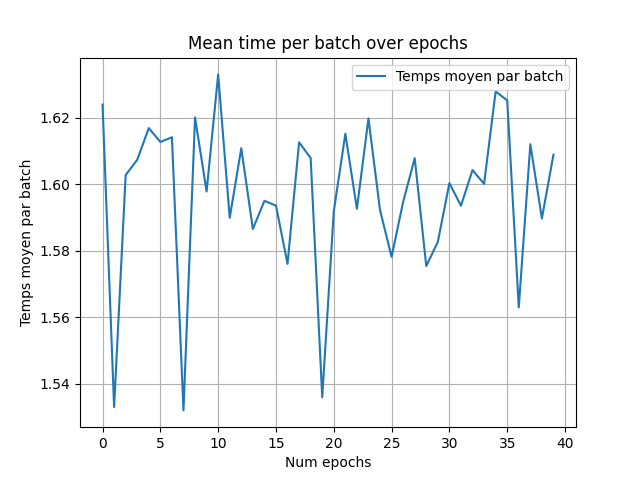 Mean time per batch over epochs
Temps moyen par batch
1.62
1.60
1.58
1.56
1.54
Temps moyen par batch
0 5 10 15 20 25 30 35 40
Num epochs